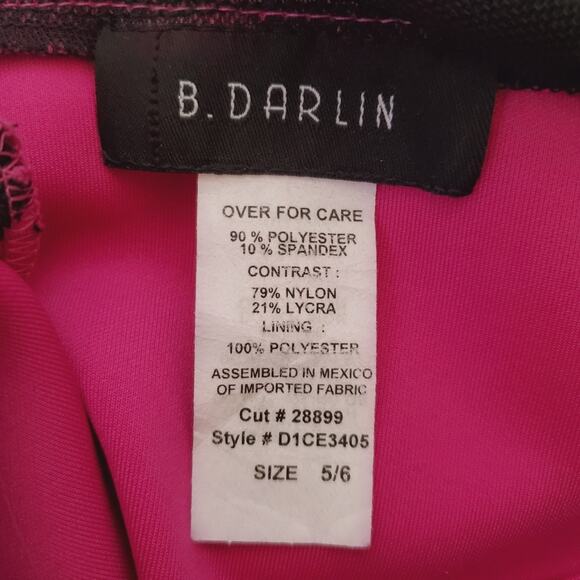 B. DARLIN
OVER FOR CARE
90 % POLYESTER
10 % SPANDEX
CONTRAST :
79% NYLON
21% LYCRA
LINING :
100% POLYESTER
ASSEMBLED IN MEXICO
OF IMPORTED FABRIC
Cut # 28899
Style # D1CE3405
SIZE 5/6